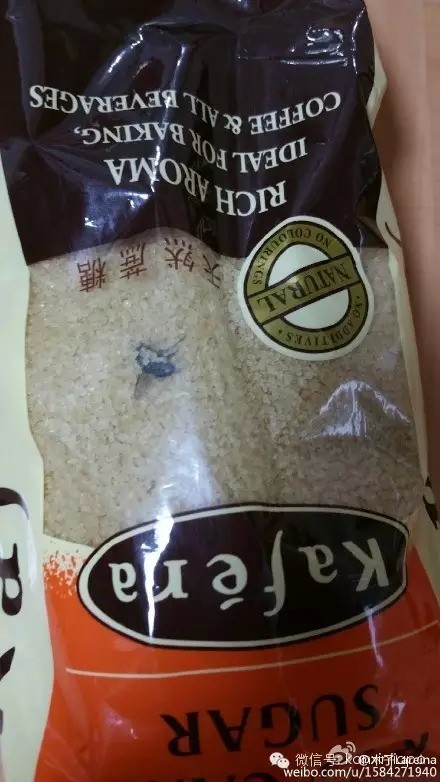 SUGAR
Kaféra
天然蔗糖
NATURAL
NO ADDITIVES
NO COLOURINGS
RICH AROMA
IDEAL FOR BAKING,
COFFEE & ALL BEVERAGES
weibo.com/u/1584271940